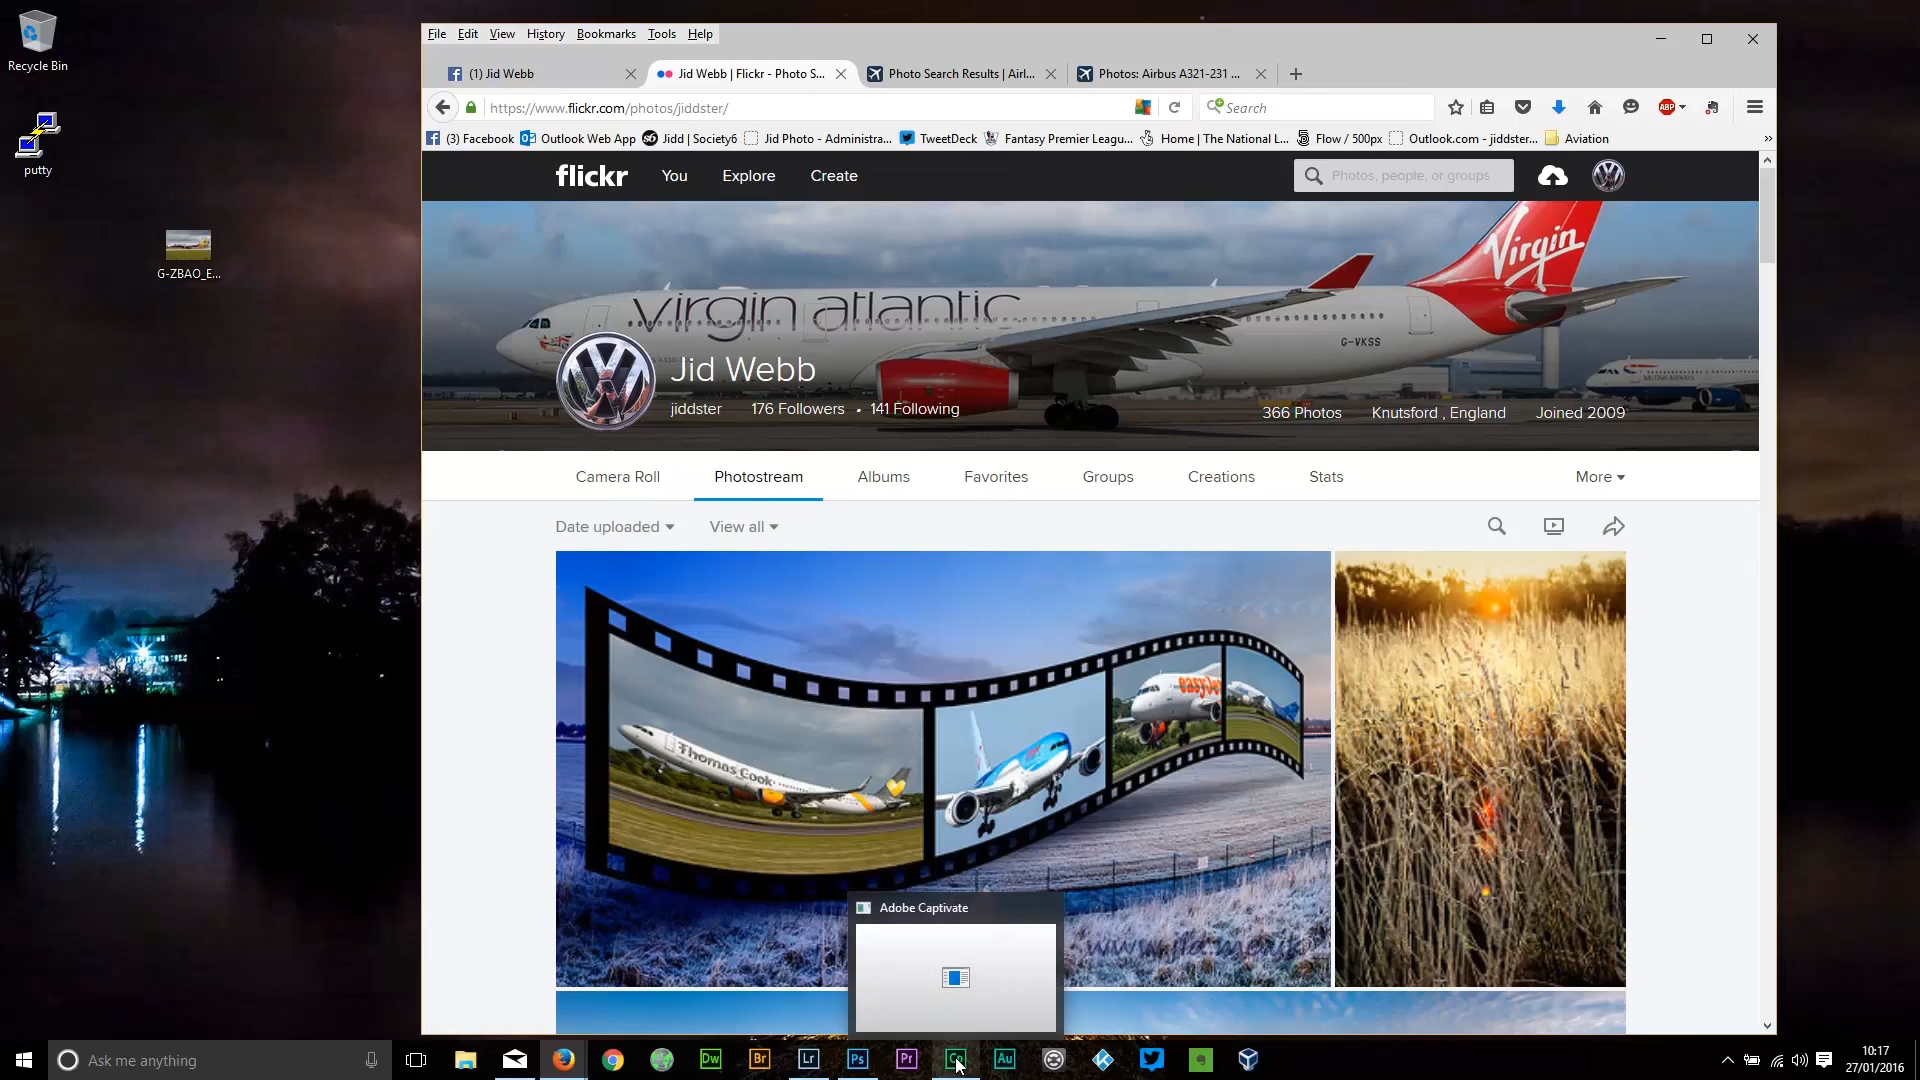 Recycle Bin
putty
G-ZBAO_E...
File Edit View History Bookmarks Tools Help
(1) Jid Webb
Jid Webb | Flickr - Photo S...
Photo Search Results | Airl...
Photos: Airbus A321-231 ...
https://www.flickr.com/photos/jiddster/
Search
ABP
(3) Facebook
Outlook Web App
Jidd | Society6
Jid Photo - Administra...
TweetDeck
Fantasy Premier Leagu...
Home | The National L...
Flow / 500px
Outlook.com - jiddster...
Aviation
flickr You Explore Create
Photos, people, or groups
Virgin
virgin atlantic
G-VKSS
BRITISH AIRWAYS
Jid Webb
jiddster 176 Followers • 141 Following
366 Photos Knutsford , England Joined 2009
Camera Roll Photostream Albums Favorites Groups Creations Stats More
Date uploaded View all
Thomas Cook
easyJet
Adobe Captivate
Ask me anything
Dw Br Lr Ps Pr Cp Au
10:17
27/01/2016